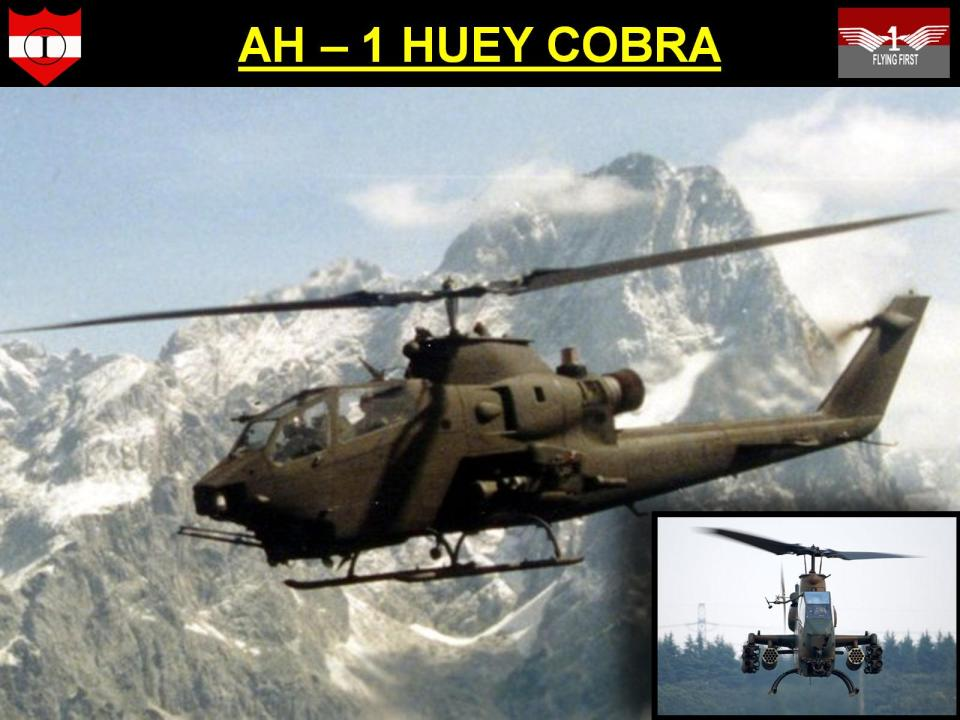 I
AH – 1 HUEY COBRA
1
FLYING FIRST